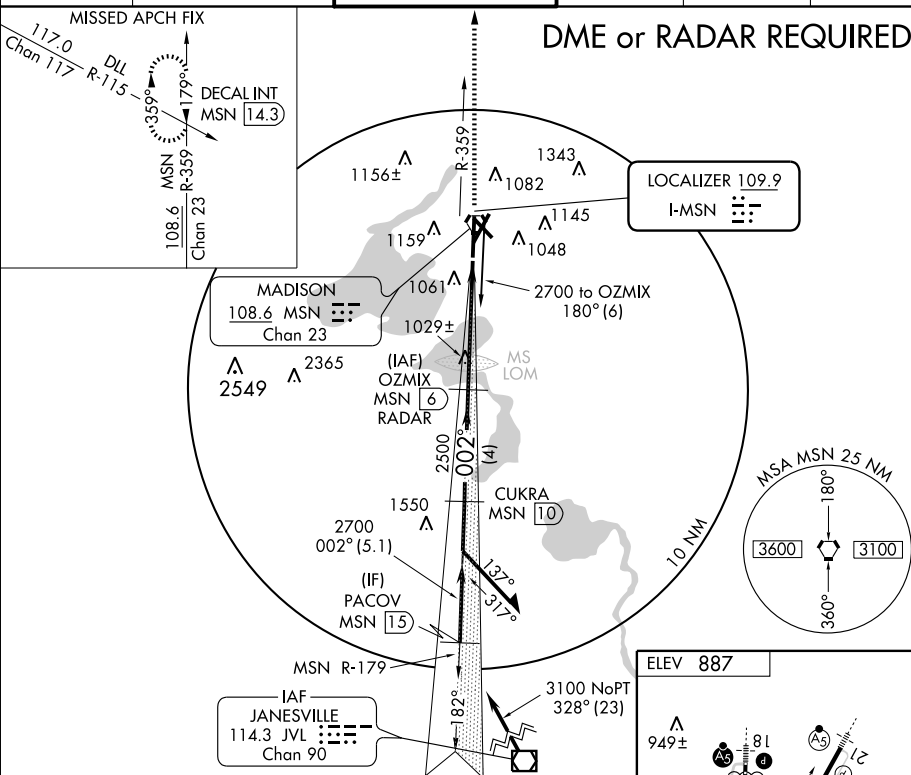 MISSED APCH FIX
117.0
Chan 117
DLL
R-115
359°
179°
DECAL INT
MSN 14.3
MSN
R-359
108.6
Chan 23
DME or RADAR REQUIRED
R-359
1156±
1343
1082
LOCALIZER 109.9
I-MSN
1159
1145
1048
MADISON
108.6 MSN
Chan 23
1061
2700 to OZMIX
180° (6)
1029±
2549
2365
(IAF)
OZMIX
MSN 6
RADAR
MS
LOM
2500
002°
(4)
1550
CUKRA
MSN 10
2700
002° (5.1)
137°
317°
10 NM
(IF)
PACOV
MSN 15
MSN R-179
MSA MSN 25 NM
180°
3600
3100
360°
IAF
JANESVILLE
114.3 JVL
Chan 90
182°
3100 NoPT
328° (23)
ELEV 887
949±
A5
18
P
A5
21
P